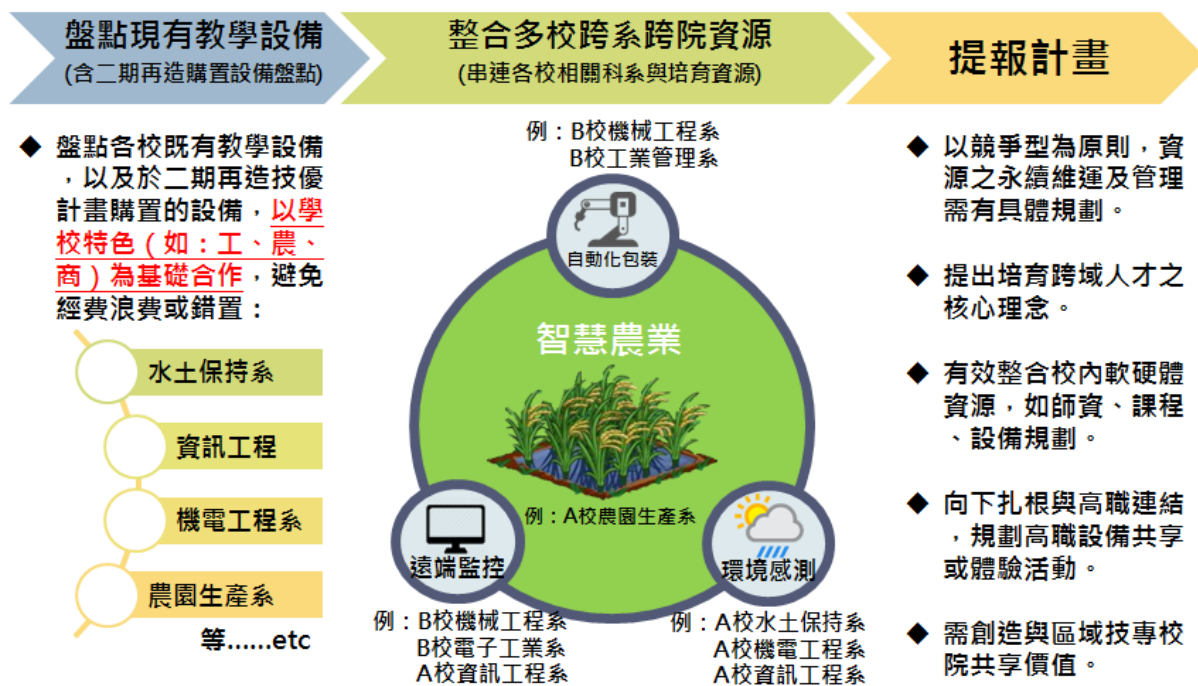 盤點現有教學設備
(含二期再造購置設備盤點)
整合多校跨系跨院資源
(串連各校相關科系與培育資源)
提報計畫
◆ 盤點各校既有教學設備
，以及於二期再造技優
計畫購置的設備，以學
校特色（如：工、農、
商）為基礎合作，避免
經費浪費或錯置：
水土保持系
資訊工程
機電工程系
農園生產系
等......etc
例：B校機械工程系
B校工業管理系
自動化包裝
智慧農業
例：A校農園生產系
遠端監控
環境感測
例：B校機械工程系
B校電子工業系
A校資訊工程系
例：A校水土保持系
A校機電工程系
A校資訊工程系
◆ 以競爭型為原則，資
源之永續維運及管理
需有具體規劃。
◆ 提出培育跨域人才之
核心理念。
◆ 有效整合校內軟硬體
資源，如師資、課程
、設備規劃。
◆ 向下扎根與高職連結
，規劃高職設備共享
或體驗活動。
◆ 需創造與區域技專校
院共享價值。